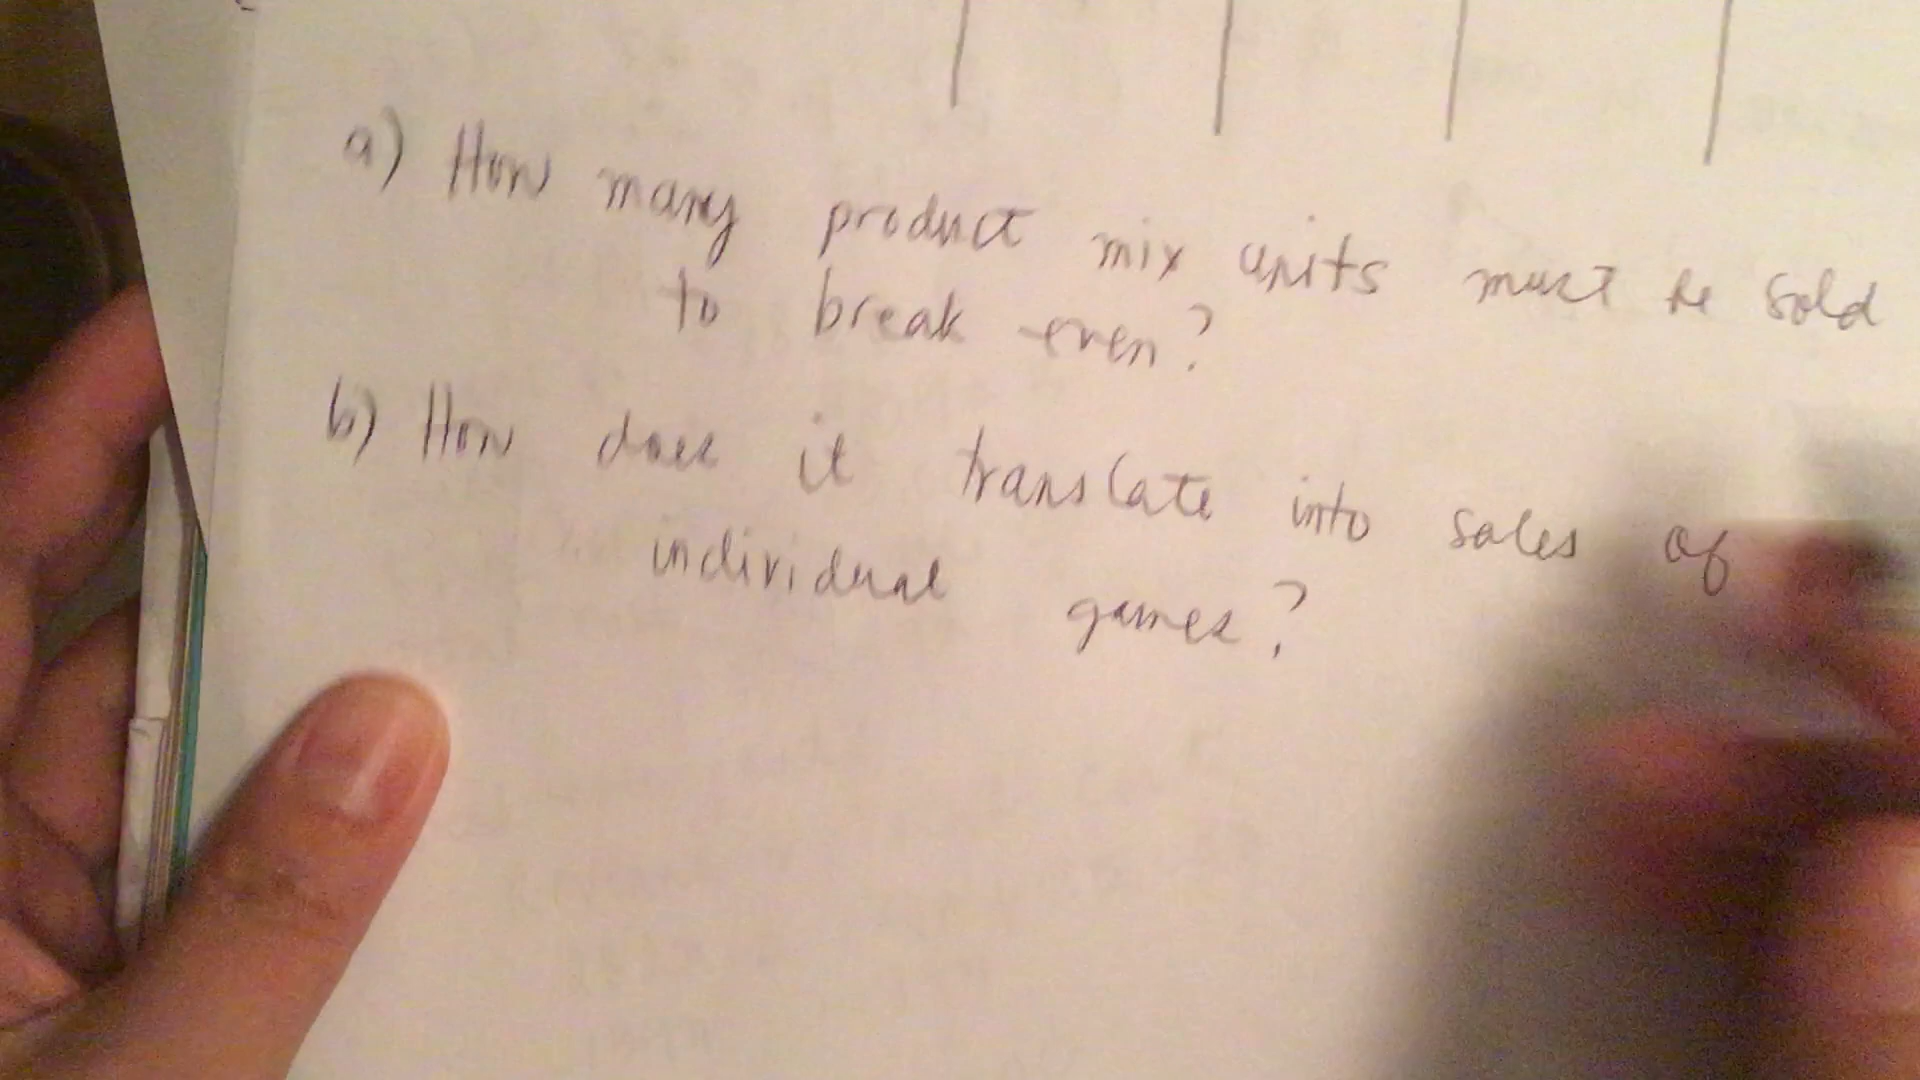 a) How many product mix units must be sold
to break-even?
b) How does it translate into sales of
individual games?